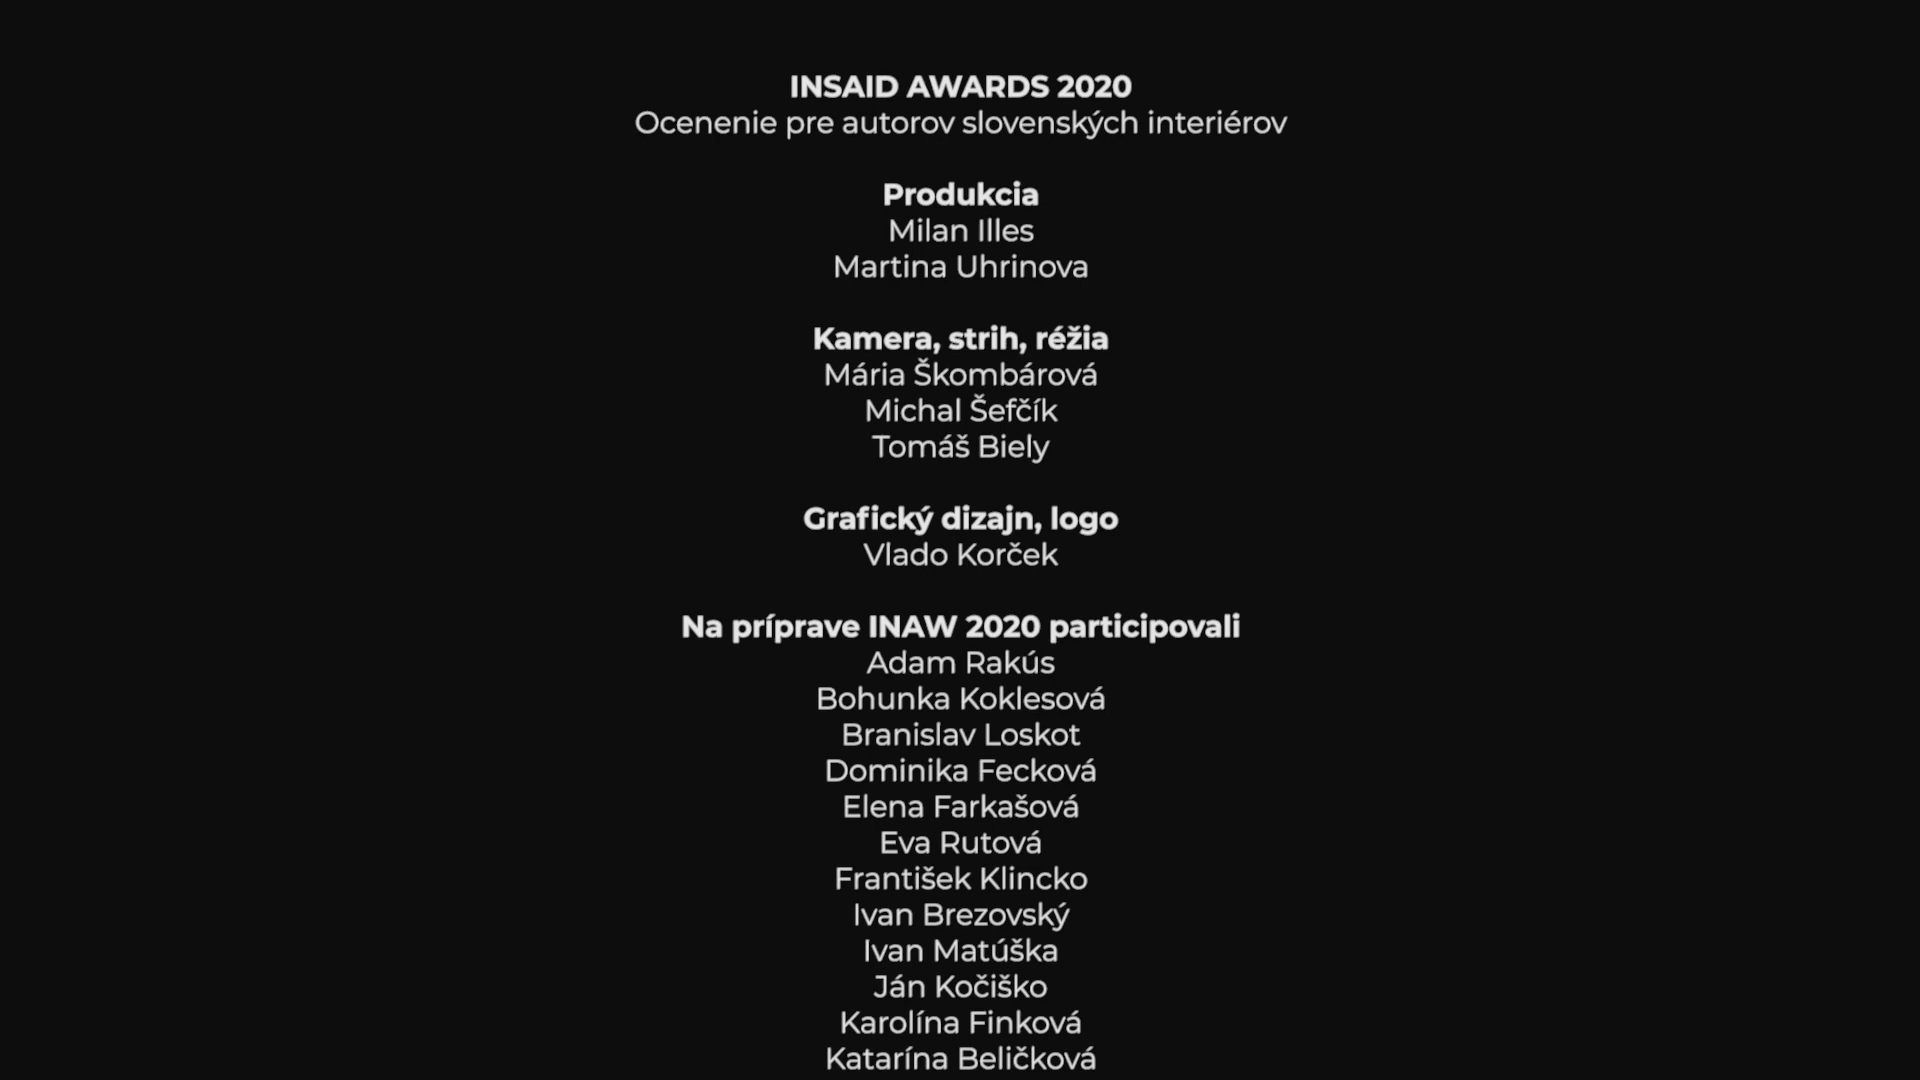 INSAID AWARDS 2020
Ocenenie pre autorov slovenských interiérov
Produkcia
Milan Illes
Martina Uhrinova
Kamera, strih, réžia
Mária Škombárová
Michal Šefčík
Tomáš Biely
Grafický dizajn, logo
Vlado Korček
Na príprave INAW 2020 participovali
Adam Rakús
Bohunka Koklesová
Branislav Loskot
Dominika Fecková
Elena Farkašová
Eva Rutová
František Klincko
Ivan Brezovský
Ivan Matúška
Ján Kočiško
Karolína Finková
Katarína Beličková